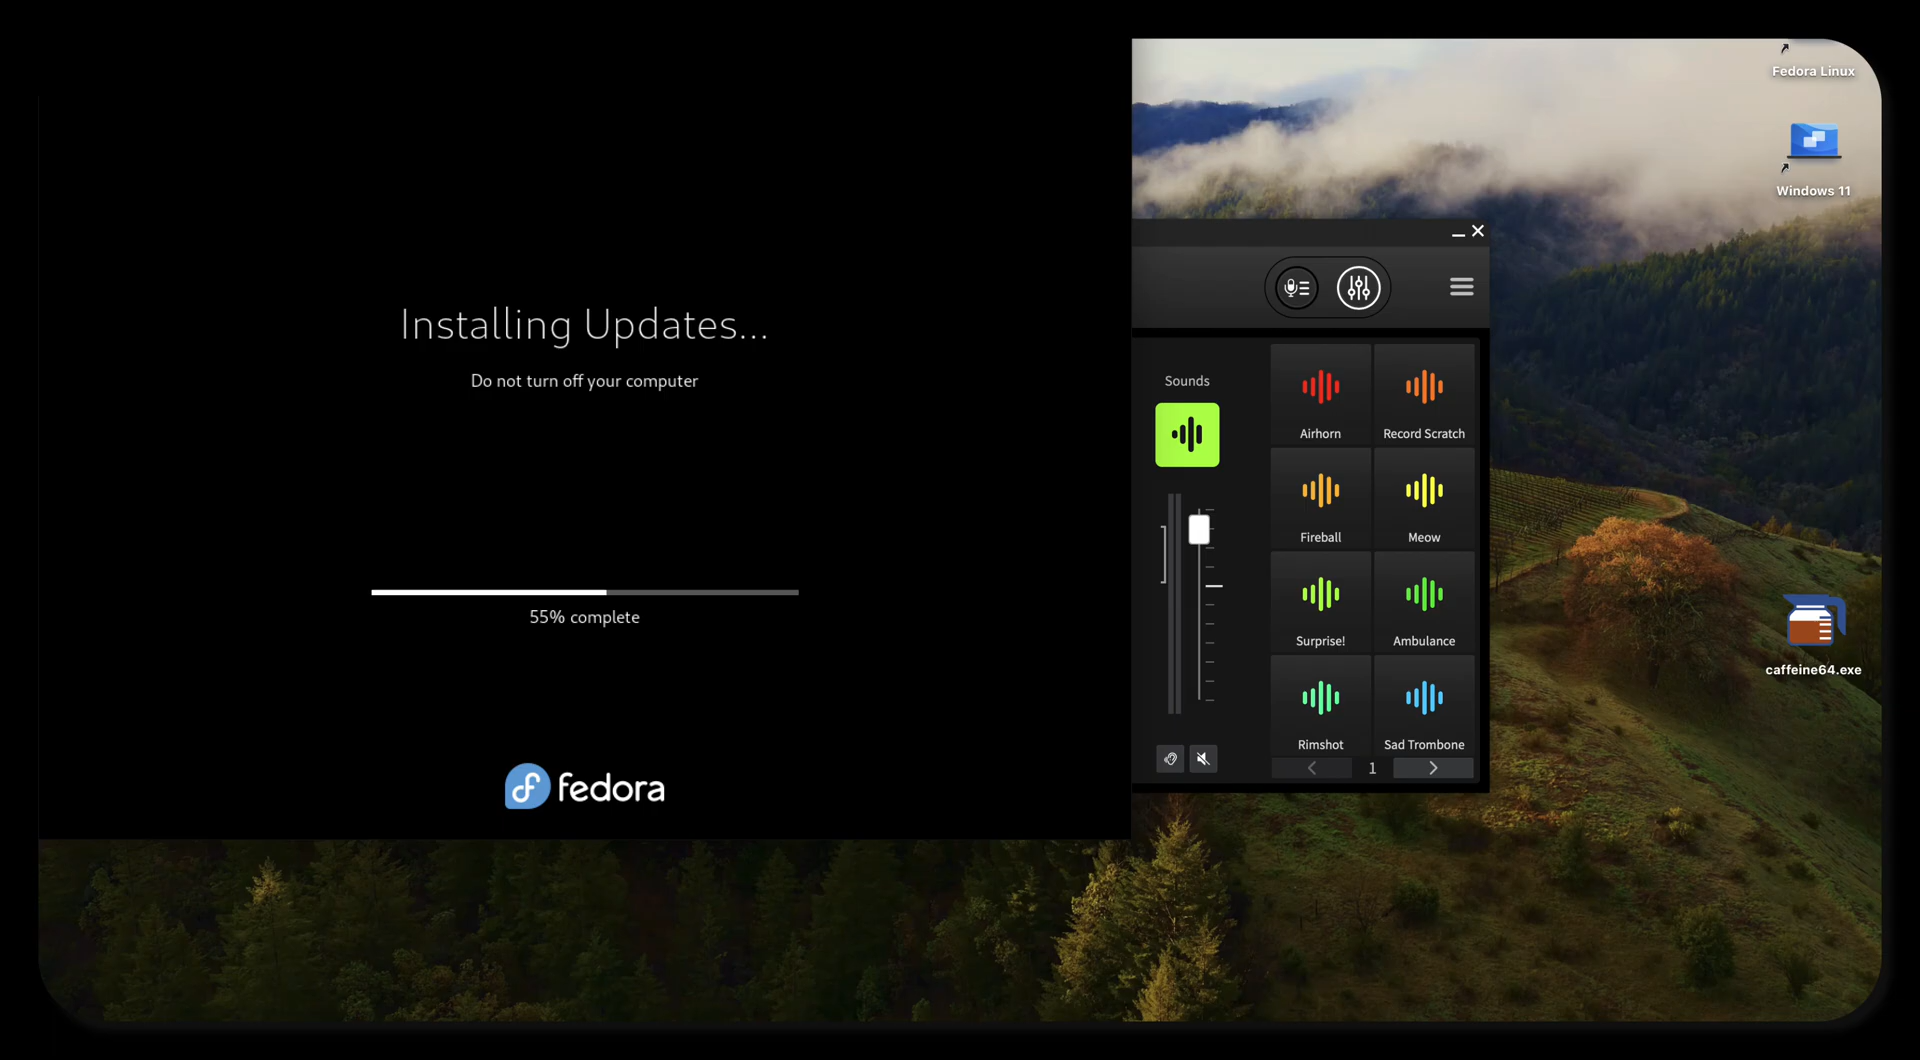 Installing Updates...
Do not turn off your computer
55% complete
fedora
Fedora Linux
Windows 11
Sounds
Airhorn
Record Scratch
Fireball
Meow
Surprise!
Ambulance
Rimshot
Sad Trombone
1
caffeine64.exe